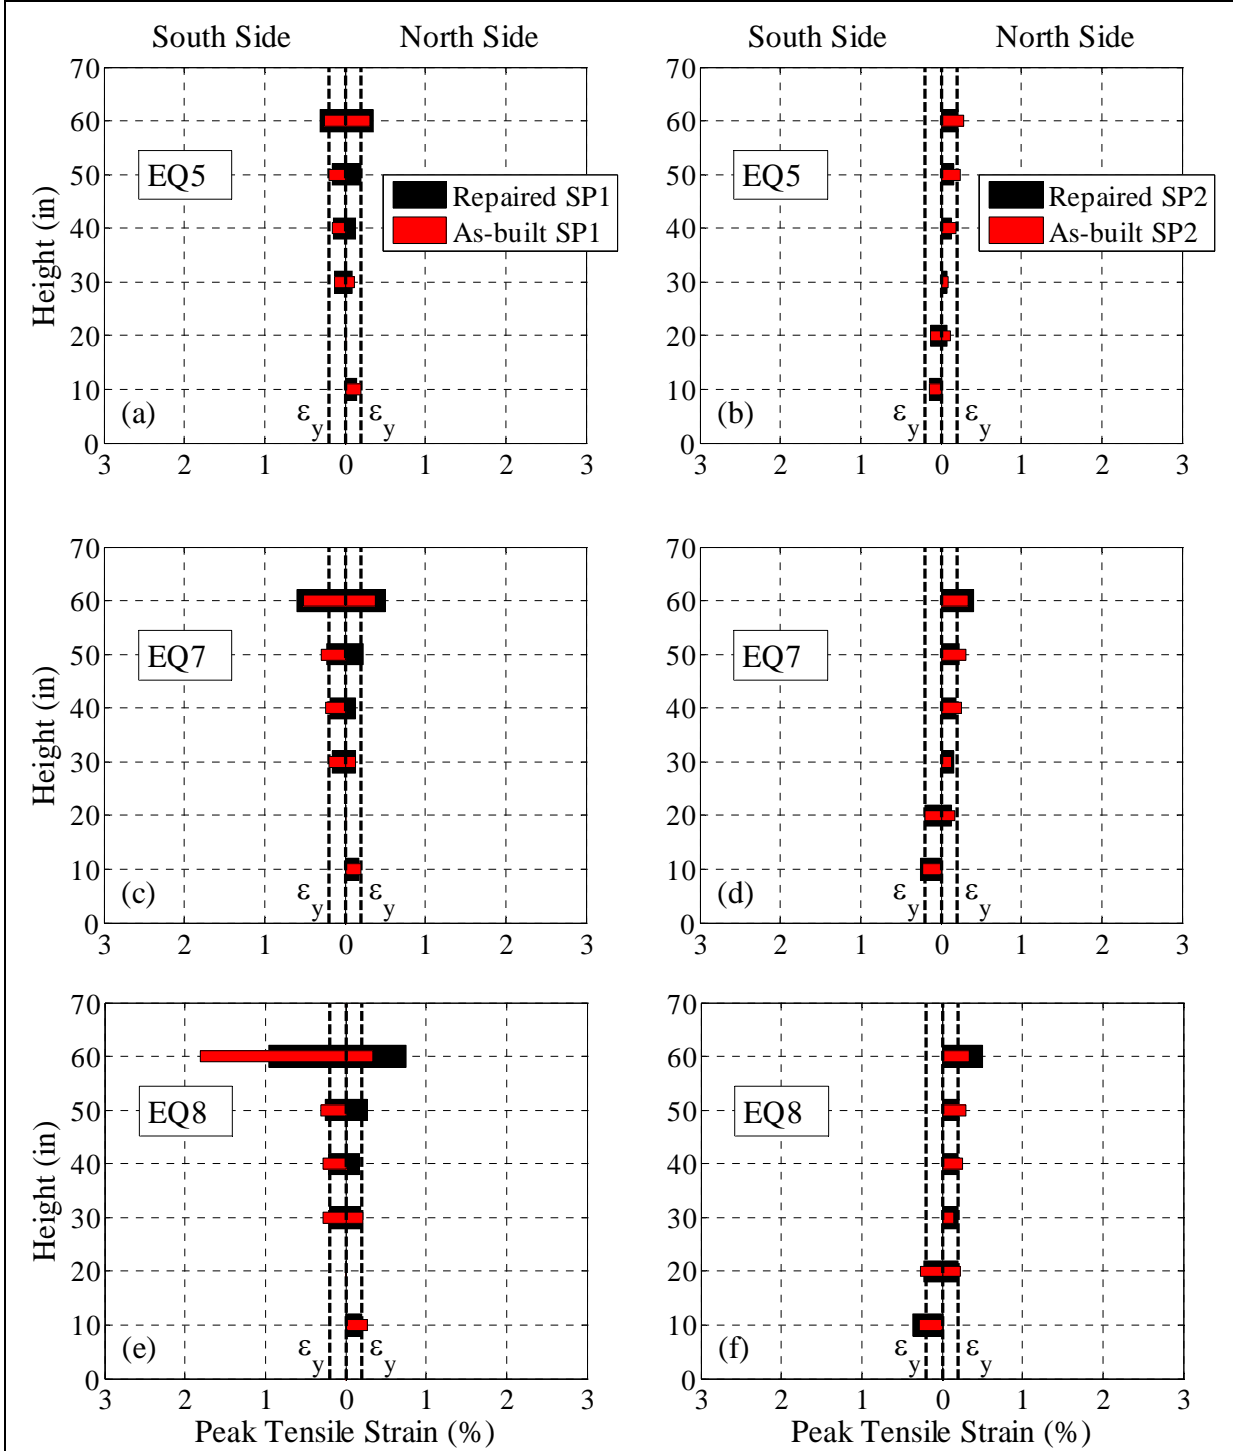 South Side North Side South Side North Side
70 70
60 60
50 EQ5 50 EQ5
Repaired SP1 Repaired SP2
As-built SP1 As-built SP2
40 40
30 30
20 20
10 10
(a) εy εy (b) εy εy
0 0
3 2 1 0 1 2 3 3 2 1 0 1 2 3
Height (in)
70 70
60 60
EQ7 EQ7
50 50
40 40
30 30
20 20
10 10
(c) εy εy (d) εy εy
0 0
3 2 1 0 1 2 3 3 2 1 0 1 2 3
Height (in)
70 70
60 60
EQ8 EQ8
50 50
40 40
30 30
20 20
10 10
(e) εy εy (f) εy εy
0 0
3 2 1 0 1 2 3 3 2 1 0 1 2 3
Height (in)
Peak Tensile Strain (%) Peak Tensile Strain (%)